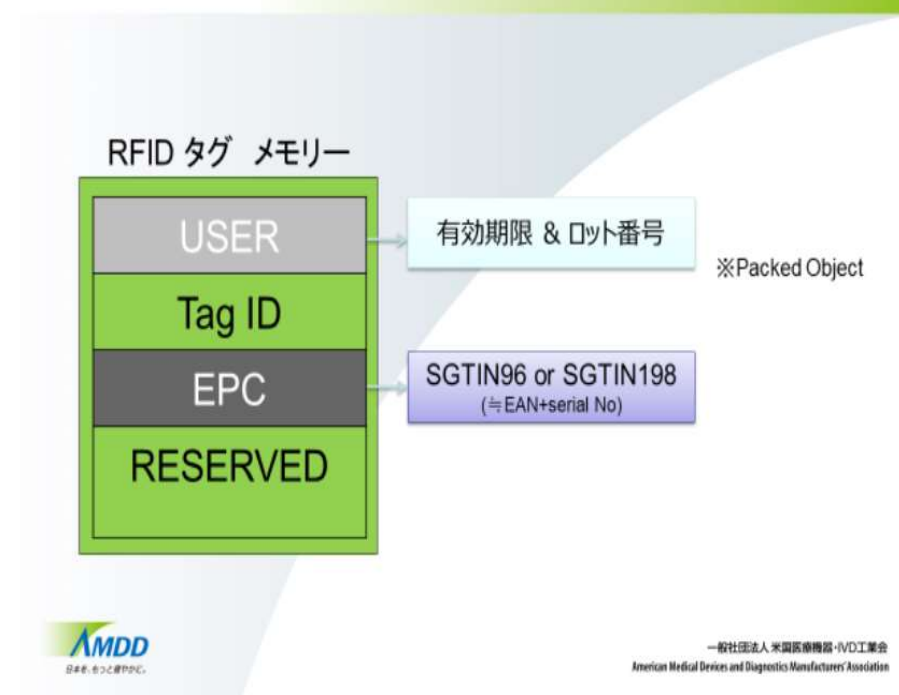 RFID タグ メモリー
USER
有効期限 & ロット番号
※Packed Object
Tag ID
EPC
SGTIN96 or SGTIN198
(≒EAN+serial No)
RESERVED
AMDD
日本を、もっと健やかに。
一般社団法人 米国医療機器・IVD工業会
American Medical Devices and Diagnostics Manufacturers' Association